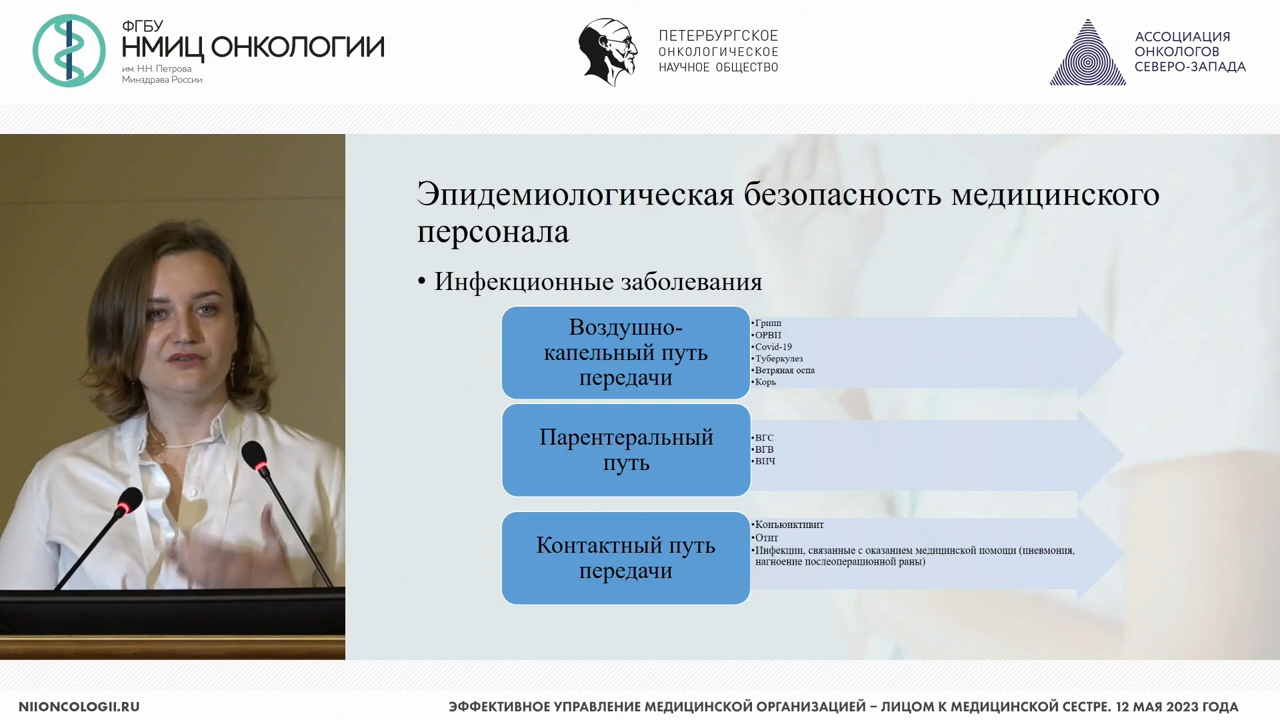 ФГБУ
НМИЦ ОНКОЛОГИИ
им. Н.Н. Петрова
Минздрава России
ПЕТЕРБУРГСКОЕ
ОНКОЛОГИЧЕСКОЕ
НАУЧНОЕ ОБЩЕСТВО
АССОЦИАЦИЯ
ОНКОЛОГОВ
СЕВЕРО-ЗАПАДА
Эпидемиологическая безопасность медицинского
персонала
• Инфекционные заболевания
Воздушно-
капельный путь
передачи
•Грипп
•ОРВИ
•Covid-19
•Туберкулез
•Ветряная оспа
•Корь
Парентеральный
путь
•ВГС
•ВГВ
•ВИЧ
Контактный путь
передачи
•Конъюнктивит
•Отит
•Инфекции, связанные с оказанием медицинской помощи (пневмония,
нагноение послеоперационной раны)
NIIONCOLOGII.RU
ЭФФЕКТИВНОЕ УПРАВЛЕНИЕ МЕДИЦИНСКОЙ ОРГАНИЗАЦИЕЙ – ЛИЦОМ К МЕДИЦИНСКОЙ СЕСТРЕ. 12 МАЯ 2023 ГОДА